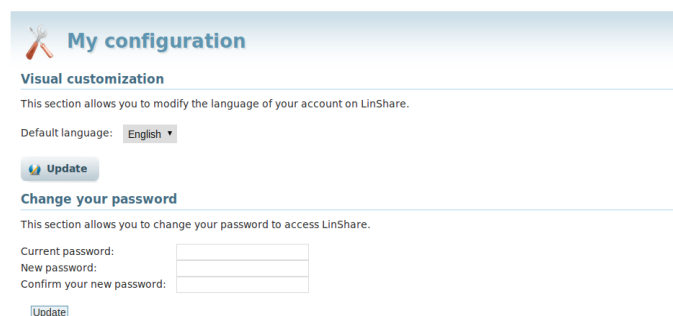 My configuration
Visual customization
This section allows you to modify the language of your account on LinShare.
Default language: English
Update
Change your password
This section allows you to change your password to access LinShare.
Current password:
New password:
Confirm your new password:
Update